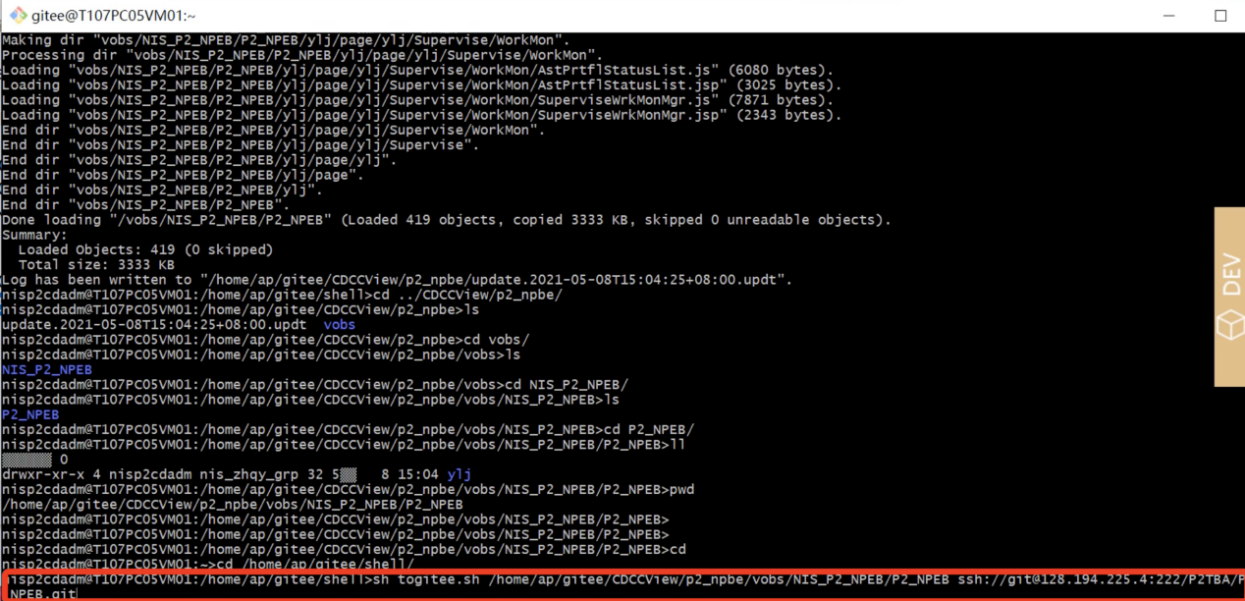 gitee@T107PC05VM01:~
Making dir "vobs/NIS_P2_NPEB/P2_NPEB/ylj/page/ylj/Supervise/WorkMon".
Processing dir "vobs/NIS_P2_NPEB/P2_NPEB/ylj/page/ylj/Supervise/WorkMon".
Loading "vobs/NIS_P2_NPEB/P2_NPEB/ylj/page/ylj/Supervise/WorkMon/AstPrtflStatusList.js" (6080 bytes).
Loading "vobs/NIS_P2_NPEB/P2_NPEB/ylj/page/ylj/Supervise/WorkMon/AstPrtflStatusList.jsp" (3025 bytes).
Loading "vobs/NIS_P2_NPEB/P2_NPEB/ylj/page/ylj/Supervise/WorkMon/SuperviseWrkMonMgr.js" (7871 bytes).
Loading "vobs/NIS_P2_NPEB/P2_NPEB/ylj/page/ylj/Supervise/WorkMon/SuperviseWrkMonMgr.jsp" (2343 bytes).
End dir "vobs/NIS_P2_NPEB/P2_NPEB/ylj/page/ylj/Supervise/WorkMon".
End dir "vobs/NIS_P2_NPEB/P2_NPEB/ylj/page/ylj/Supervise".
End dir "vobs/NIS_P2_NPEB/P2_NPEB/ylj/page/ylj".
End dir "vobs/NIS_P2_NPEB/P2_NPEB/ylj/page".
End dir "vobs/NIS_P2_NPEB/P2_NPEB/ylj".
End dir "vobs/NIS_P2_NPEB/P2_NPEB".
Done loading "/vobs/NIS_P2_NPEB/P2_NPEB" (Loaded 419 objects, copied 3333 KB, skipped 0 unreadable objects).
Summary:
Loaded Objects: 419 (0 skipped)
Total size: 3333 KB
Log has been written to "/home/ap/gitee/CDCCView/p2_npbe/update.2021-05-08T15:04:25+08:00.updt".
nisp2cdadm@T107PC05VM01:/home/ap/gitee/shell>cd ../CDCCView/p2_npbe/
nisp2cdadm@T107PC05VM01:/home/ap/gitee/CDCCView/p2_npbe>ls
update.2021-05-08T15:04:25+08:00.updt vobs
nisp2cdadm@T107PC05VM01:/home/ap/gitee/CDCCView/p2_npbe>cd vobs/
nisp2cdadm@T107PC05VM01:/home/ap/gitee/CDCCView/p2_npbe/vobs>ls
NIS_P2_NPEB
nisp2cdadm@T107PC05VM01:/home/ap/gitee/CDCCView/p2_npbe/vobs>cd NIS_P2_NPEB/
nisp2cdadm@T107PC05VM01:/home/ap/gitee/CDCCView/p2_npbe/vobs/NIS_P2_NPEB>ls
P2_NPEB
nisp2cdadm@T107PC05VM01:/home/ap/gitee/CDCCView/p2_npbe/vobs/NIS_P2_NPEB>cd P2_NPEB/
nisp2cdadm@T107PC05VM01:/home/ap/gitee/CDCCView/p2_npbe/vobs/NIS_P2_NPEB/P2_NPEB>ll
0
drwxr-xr-x 4 nisp2cdadm nis_zhqy_grp 32 5 8 15:04 ylj
nisp2cdadm@T107PC05VM01:/home/ap/gitee/CDCCView/p2_npbe/vobs/NIS_P2_NPEB/P2_NPEB>pwd
/home/ap/gitee/CDCCView/p2_npbe/vobs/NIS_P2_NPEB/P2_NPEB
nisp2cdadm@T107PC05VM01:/home/ap/gitee/CDCCView/p2_npbe/vobs/NIS_P2_NPEB/P2_NPEB>
nisp2cdadm@T107PC05VM01:/home/ap/gitee/CDCCView/p2_npbe/vobs/NIS_P2_NPEB/P2_NPEB>
nisp2cdadm@T107PC05VM01:/home/ap/gitee/CDCCView/p2_npbe/vobs/NIS_P2_NPEB/P2_NPEB>cd
nisp2cdadm@T107PC05VM01:~>cd /home/ap/gitee/shell/
nisp2cdadm@T107PC05VM01:/home/ap/gitee/shell>sh togitee.sh /home/ap/gitee/CDCCView/p2_npbe/vobs/NIS_P2_NPEB/P2_NPEB ssh://git@128.194.225.4:222/P2TBA/P
NPEB.git
DEV